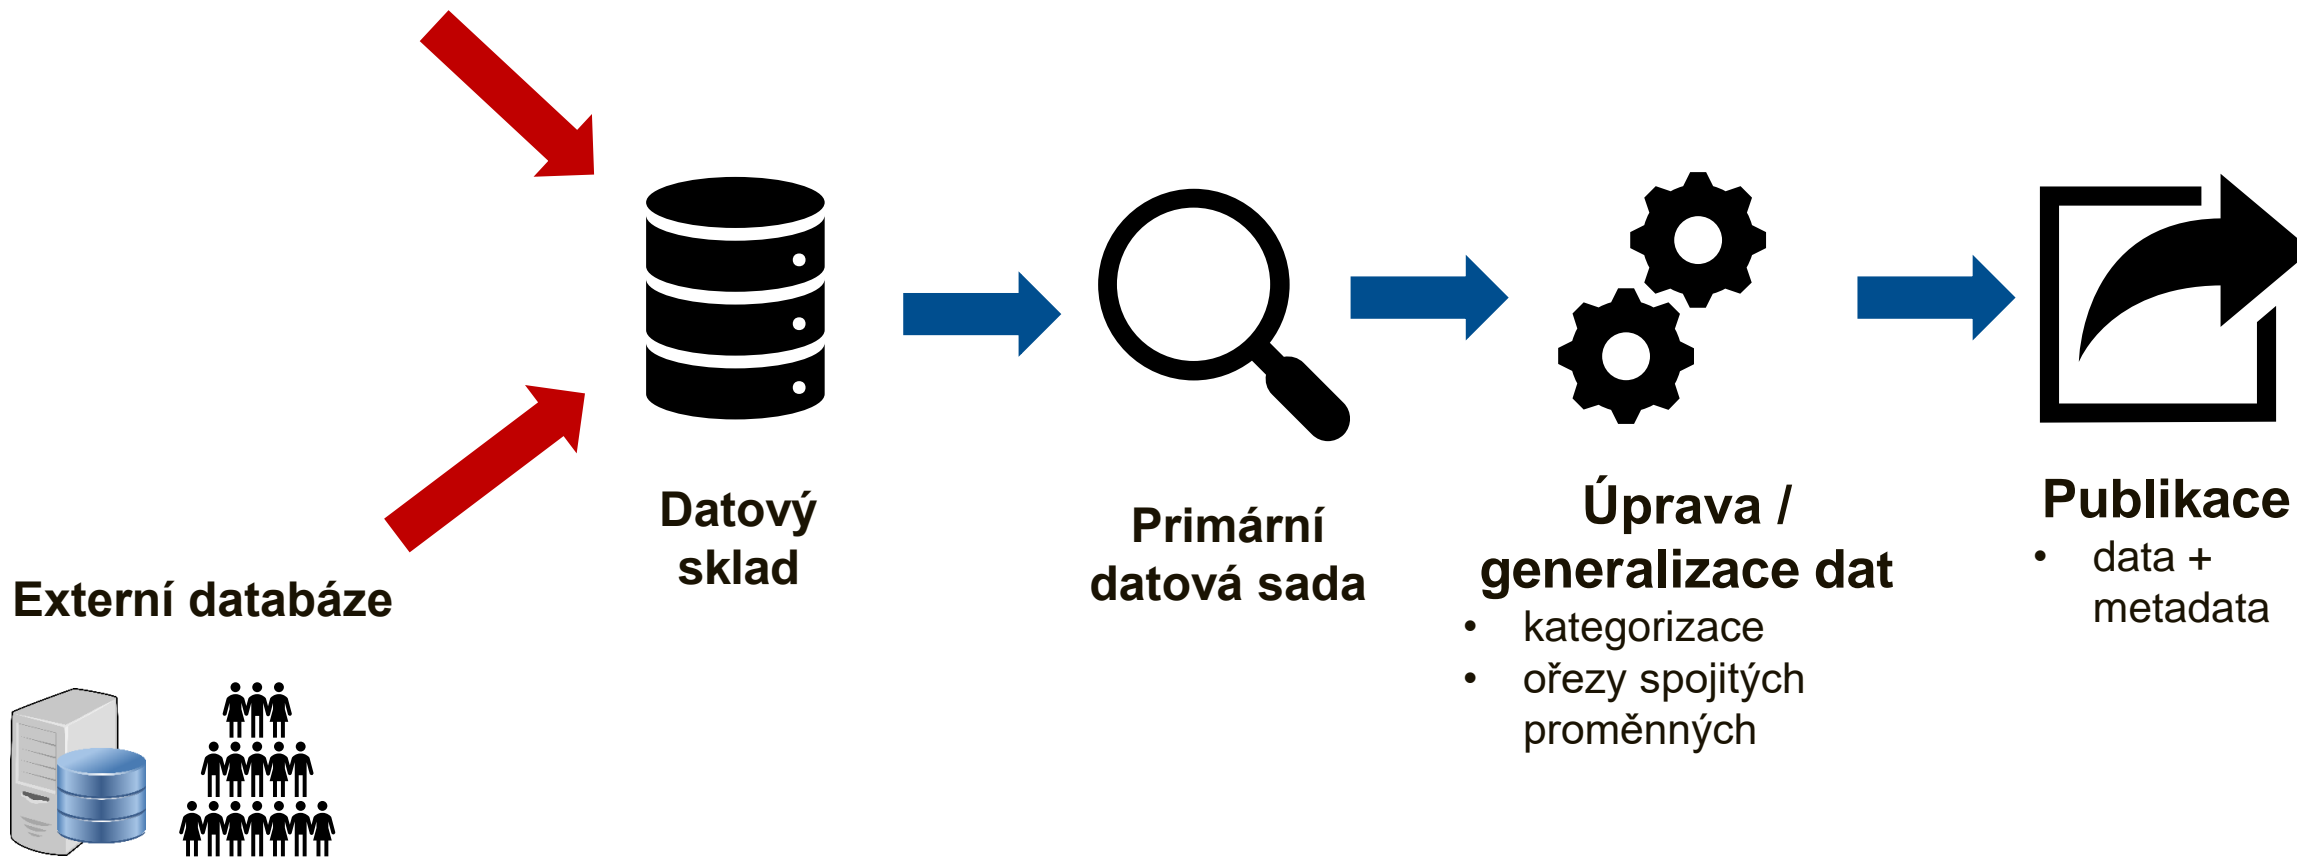 Externí databáze
Datový
sklad
Primární
datová sada
Úprava /
generalizace dat
• kategorizace
• ořezy spojitých
proměnných
Publikace
• data +
metadata